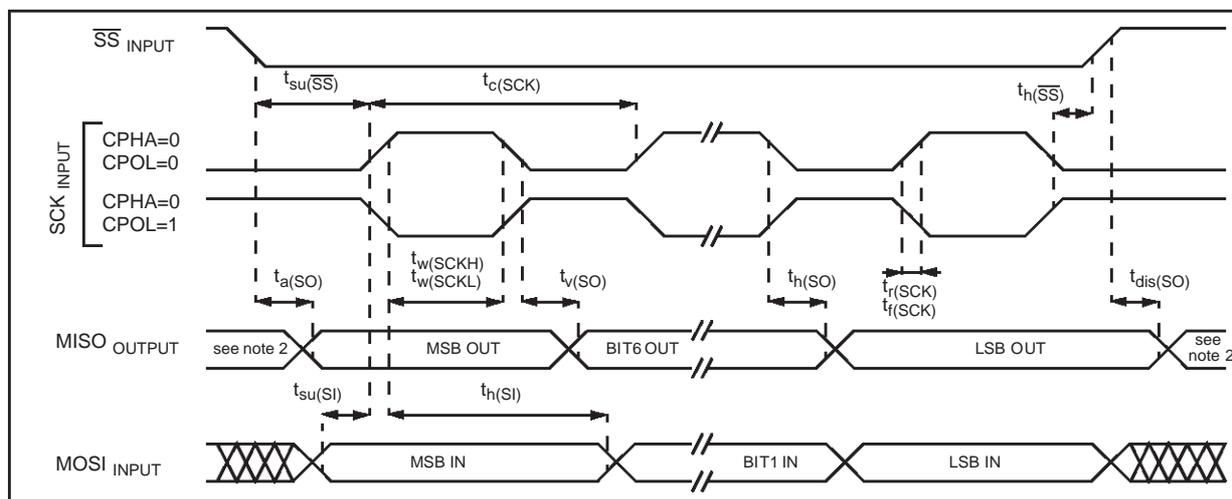 SS INPUT
tsu(SS)
tc(SCK)
th(SS)
SCK INPUT
CPHA=0
CPOL=0
CPHA=0
CPOL=1
ta(SO)
tw(SCKH)
tw(SCKL)
tv(SO)
th(SO)
tr(SCK)
tf(SCK)
tdis(SO)
MISO OUTPUT
see note 2
MSB OUT
BIT6 OUT
LSB OUT
see
note 2
tsu(SI)
th(SI)
MOSI INPUT
MSB IN
BIT1 IN
LSB IN